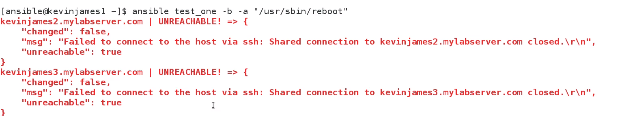 [ansible@kevinjames1 ~]$ ansible test_one -b -a "/usr/sbin/reboot"
kevinjames2.mylabserver.com | UNREACHABLE! => {
    "changed": false,
    "msg": "Failed to connect to the host via ssh: Shared connection to kevinjames2.mylabserver.com closed.\r\n",
    "unreachable": true
}
kevinjames3.mylabserver.com | UNREACHABLE! => {
    "changed": false,
    "msg": "Failed to connect to the host via ssh: Shared connection to kevinjames3.mylabserver.com closed.\r\n",
    "unreachable": true
}